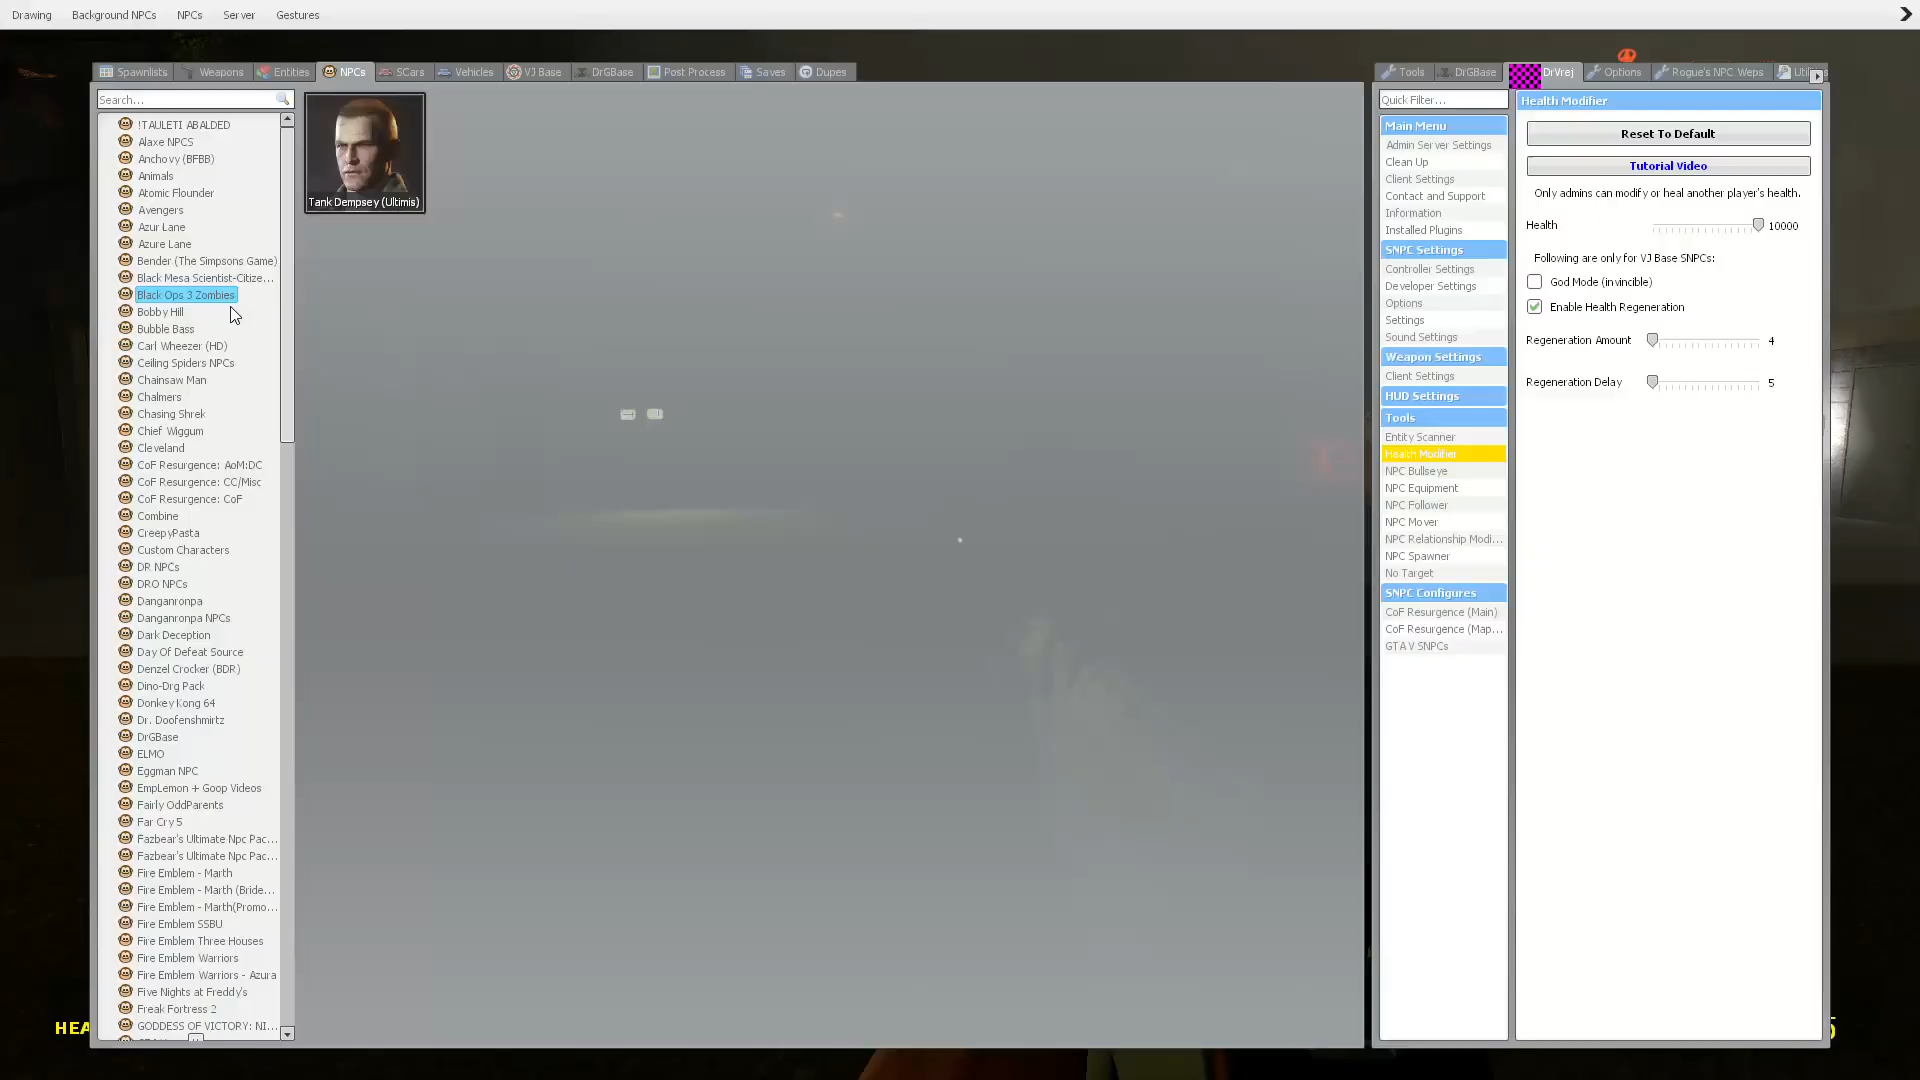 Drawing Background NPCs NPCs Server Gestures
Spawnlists Weapons Entities NPCs SCars Vehicles VJ Base DrGBase Post Process Saves Dupes
Tools DrGBase DrVrej Options Rogue's NPC Weps
Search...
!TAULETI ABALDED
Alaxe NPCS
Anchovy (BFBB)
Animals
Atomic Flounder
Avengers
Azur Lane
Azure Lane
Bender (The Simpsons Game)
Black Mesa Scientist-Citize...
Black Ops 3 Zombies
Bobby Hill
Bubble Bass
Carl Wheezer (HD)
Ceiling Spiders NPCs
Chainsaw Man
Chalmers
Chasing Shrek
Chief Wiggum
Cleveland
CoF Resurgence: AoM:DC
CoF Resurgence: CC/Misc
CoF Resurgence: CoF
Combine
CreepyPasta
Custom Characters
DR NPCs
DRO NPCs
Danganronpa
Danganronpa NPCs
Dark Deception
Day Of Defeat Source
Denzel Crocker (BDR)
Dino-Drg Pack
Donkey Kong 64
Dr. Doofenshmirtz
DrGBase
ELMO
Eggman NPC
EmpLemon + Goop Videos
Fairly OddParents
Far Cry 5
Fazbear's Ultimate Npc Pac...
Fazbear's Ultimate Npc Pac...
Fire Emblem - Marth
Fire Emblem - Marth (Bride...
Fire Emblem - Marth(Promo...
Fire Emblem SSBU
Fire Emblem Three Houses
Fire Emblem Warriors
Fire Emblem Warriors - Azura
Five Nights at Freddy's
Freak Fortress 2
GODDESS OF VICTORY: NI...
Tank Dempsey (Ultimis)
Quick Filter...
Main Menu
Admin Server Settings
Clean Up
Client Settings
Contact and Support
Information
Installed Plugins
SNPC Settings
Controller Settings
Developer Settings
Options
Settings
Sound Settings
Weapon Settings
Client Settings
HUD Settings
Tools
Entity Scanner
Health Modifier
NPC Bullseye
NPC Equipment
NPC Follower
NPC Mover
NPC Relationship Modi...
NPC Spawner
No Target
SNPC Configures
CoF Resurgence (Main)
CoF Resurgence (Map...
GTA V SNPCs
Health Modifier
Reset To Default
Tutorial Video
Only admins can modify or heal another player's health.
Health 10000
Following are only for VJ Base SNPCs:
God Mode (invincible)
Enable Health Regeneration
Regeneration Amount 4
Regeneration Delay 5
HEA